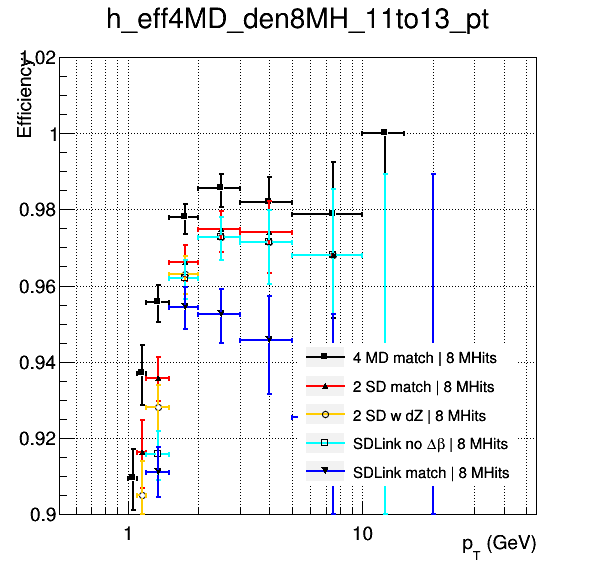 h_eff4MD_den8MH_11to13_pt
Efficiency
1.02
1
0.98
0.96
0.94
0.92
0.9
4 MD match | 8 MHits
2 SD match | 8 MHits
2 SD w dZ | 8 MHits
SDLink no Δβ | 8 MHits
SDLink match | 8 MHits
1
10
p_T (GeV)